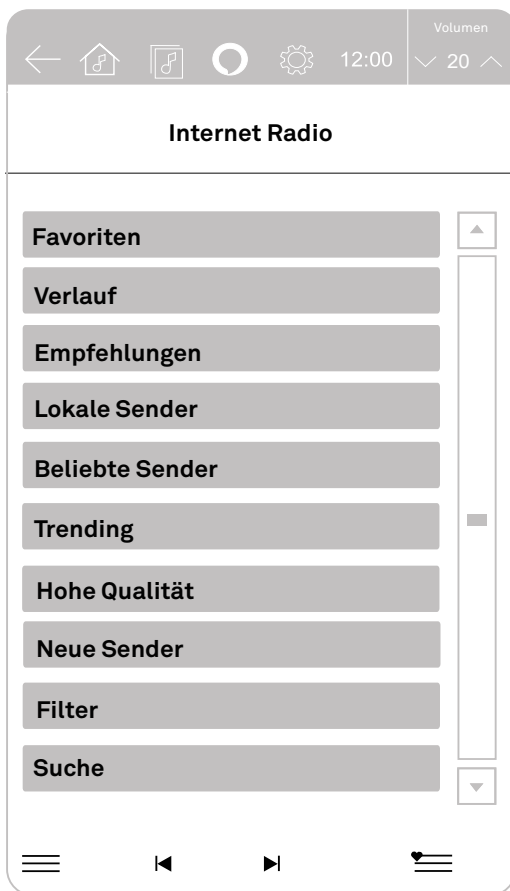 Volumen
12:00
20
Internet Radio
Favoriten
Verlauf
Empfehlungen
Lokale Sender
Beliebte Sender
Trending
Hohe Qualität
Neue Sender
Filter
Suche